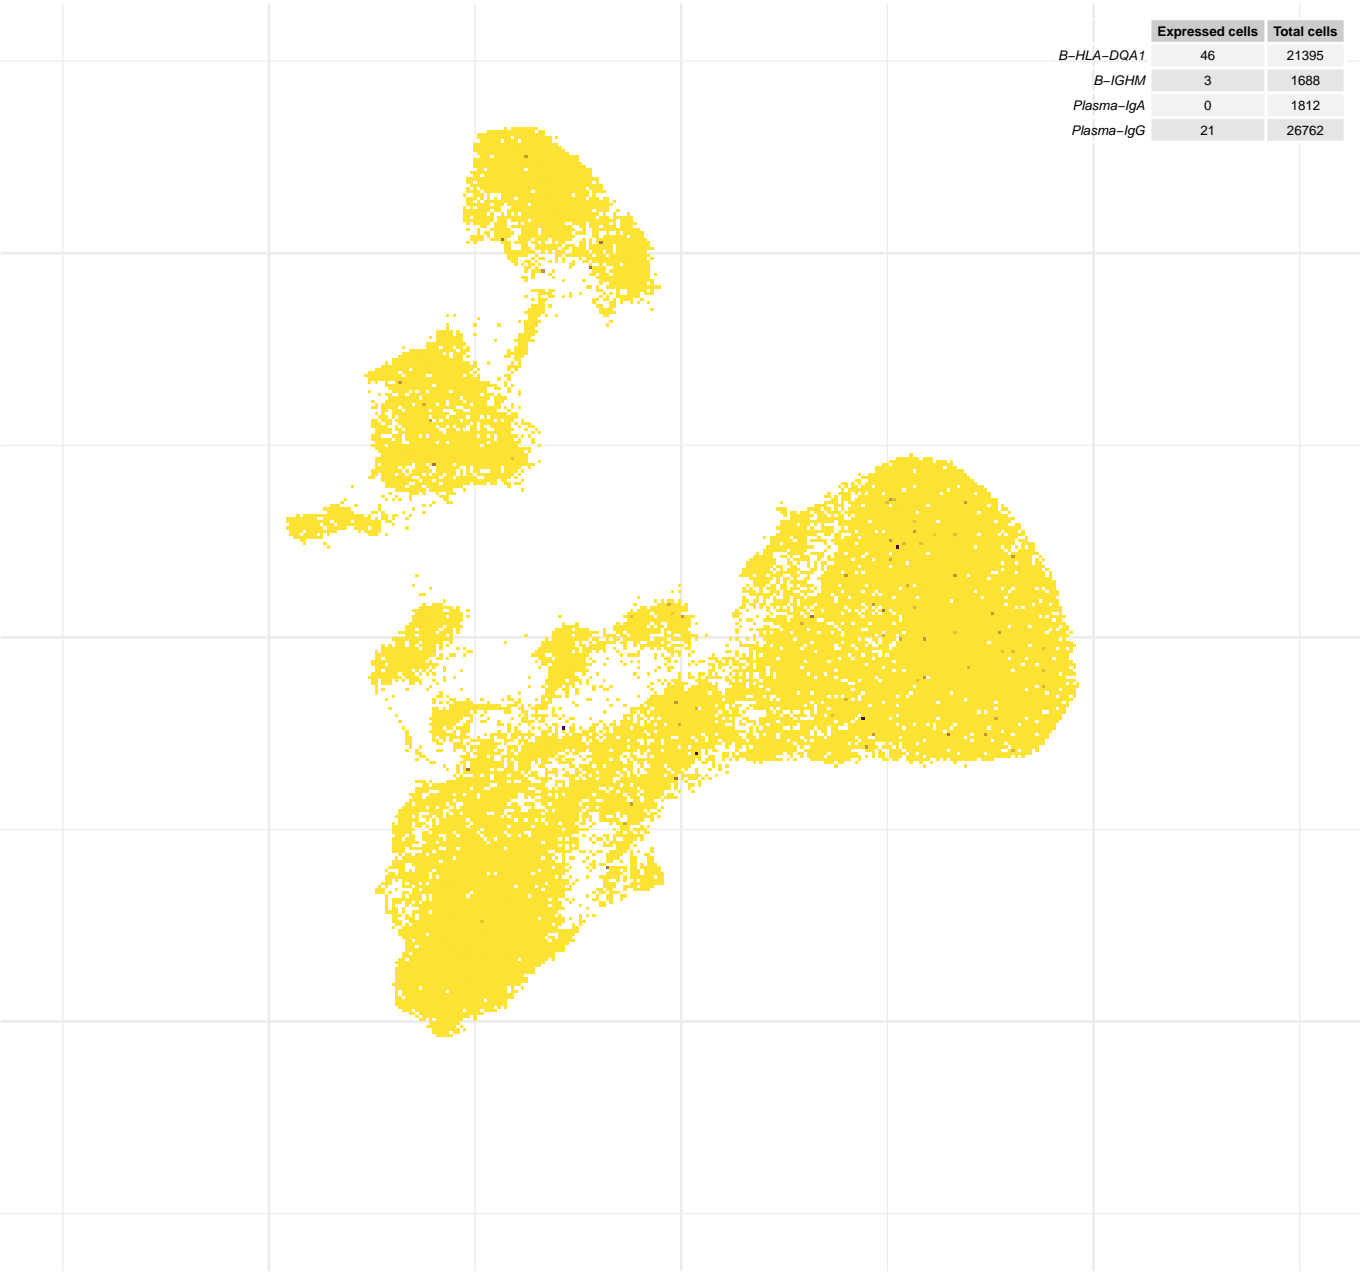 Expressed cells Total cells
B−HLA−DQA1 46 21395
B−IGHM 3 1688
Plasma−IgA 0 1812
Plasma−IgG 21 26762